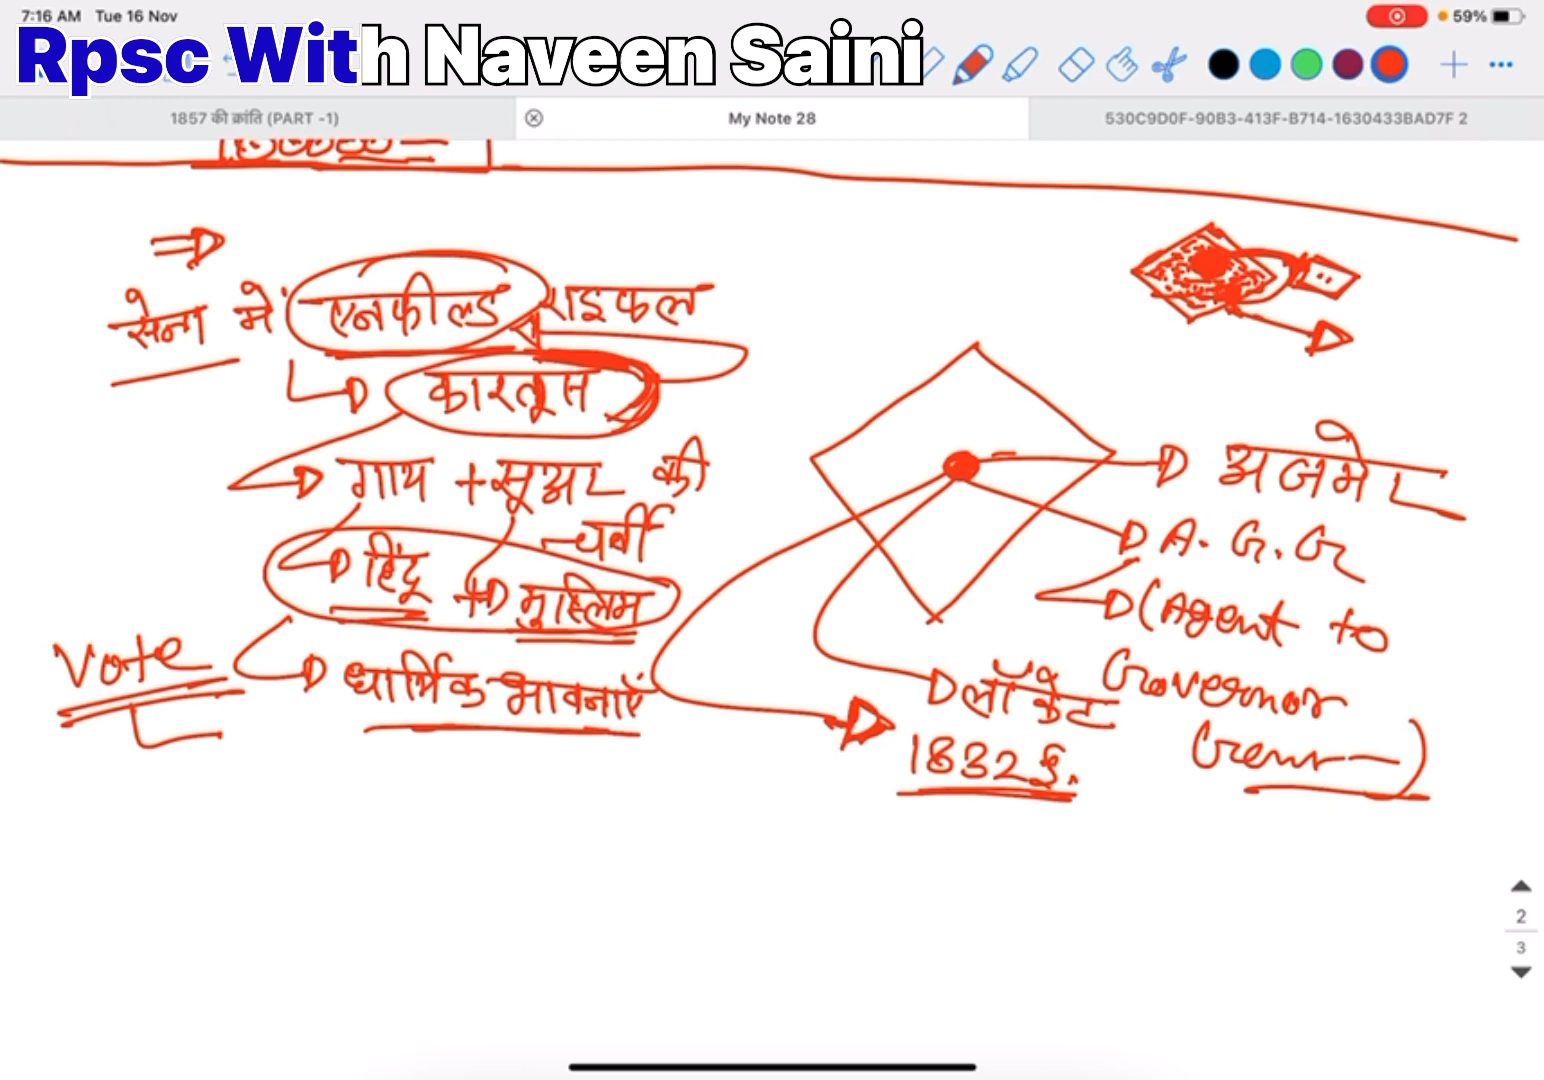 7:16 AM Tue 16 Nov
59%
Rpsc With Naveen Saini
1857 की क्रांति (PART -1)
My Note 28
530C9D0F-90B3-413F-B714-1630433BAD7F 2
सेना में एनफील्ड राइफल
कारतूस
गाय + सूअर की
चर्बी
हिंदू + मुस्लिम
Vote
धार्मिक भावनाएँ
अजमेर
A. G. G
(Agent to
Governor
लॉकेट
1832 ई.
2
3